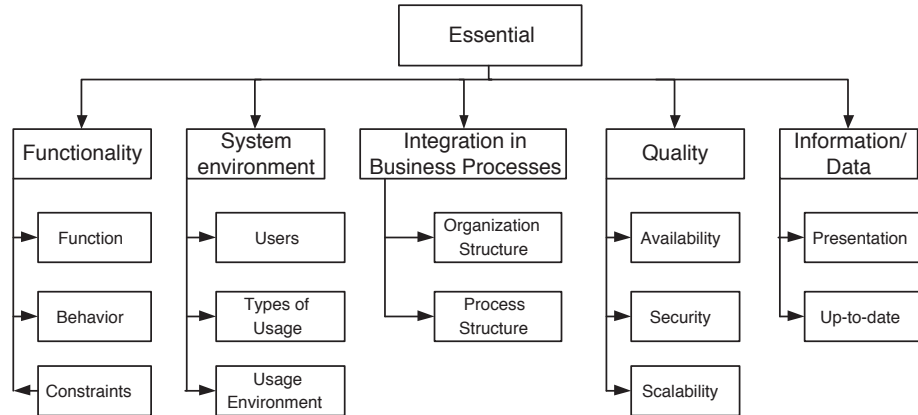 Essential
Functionality
System
environment
Integration in
Business Processes
Quality
Information/
Data
Function
Users
Organization
Structure
Availability
Presentation
Behavior
Types of
Usage
Process
Structure
Security
Up-to-date
Constraints
Usage
Environment
Scalability